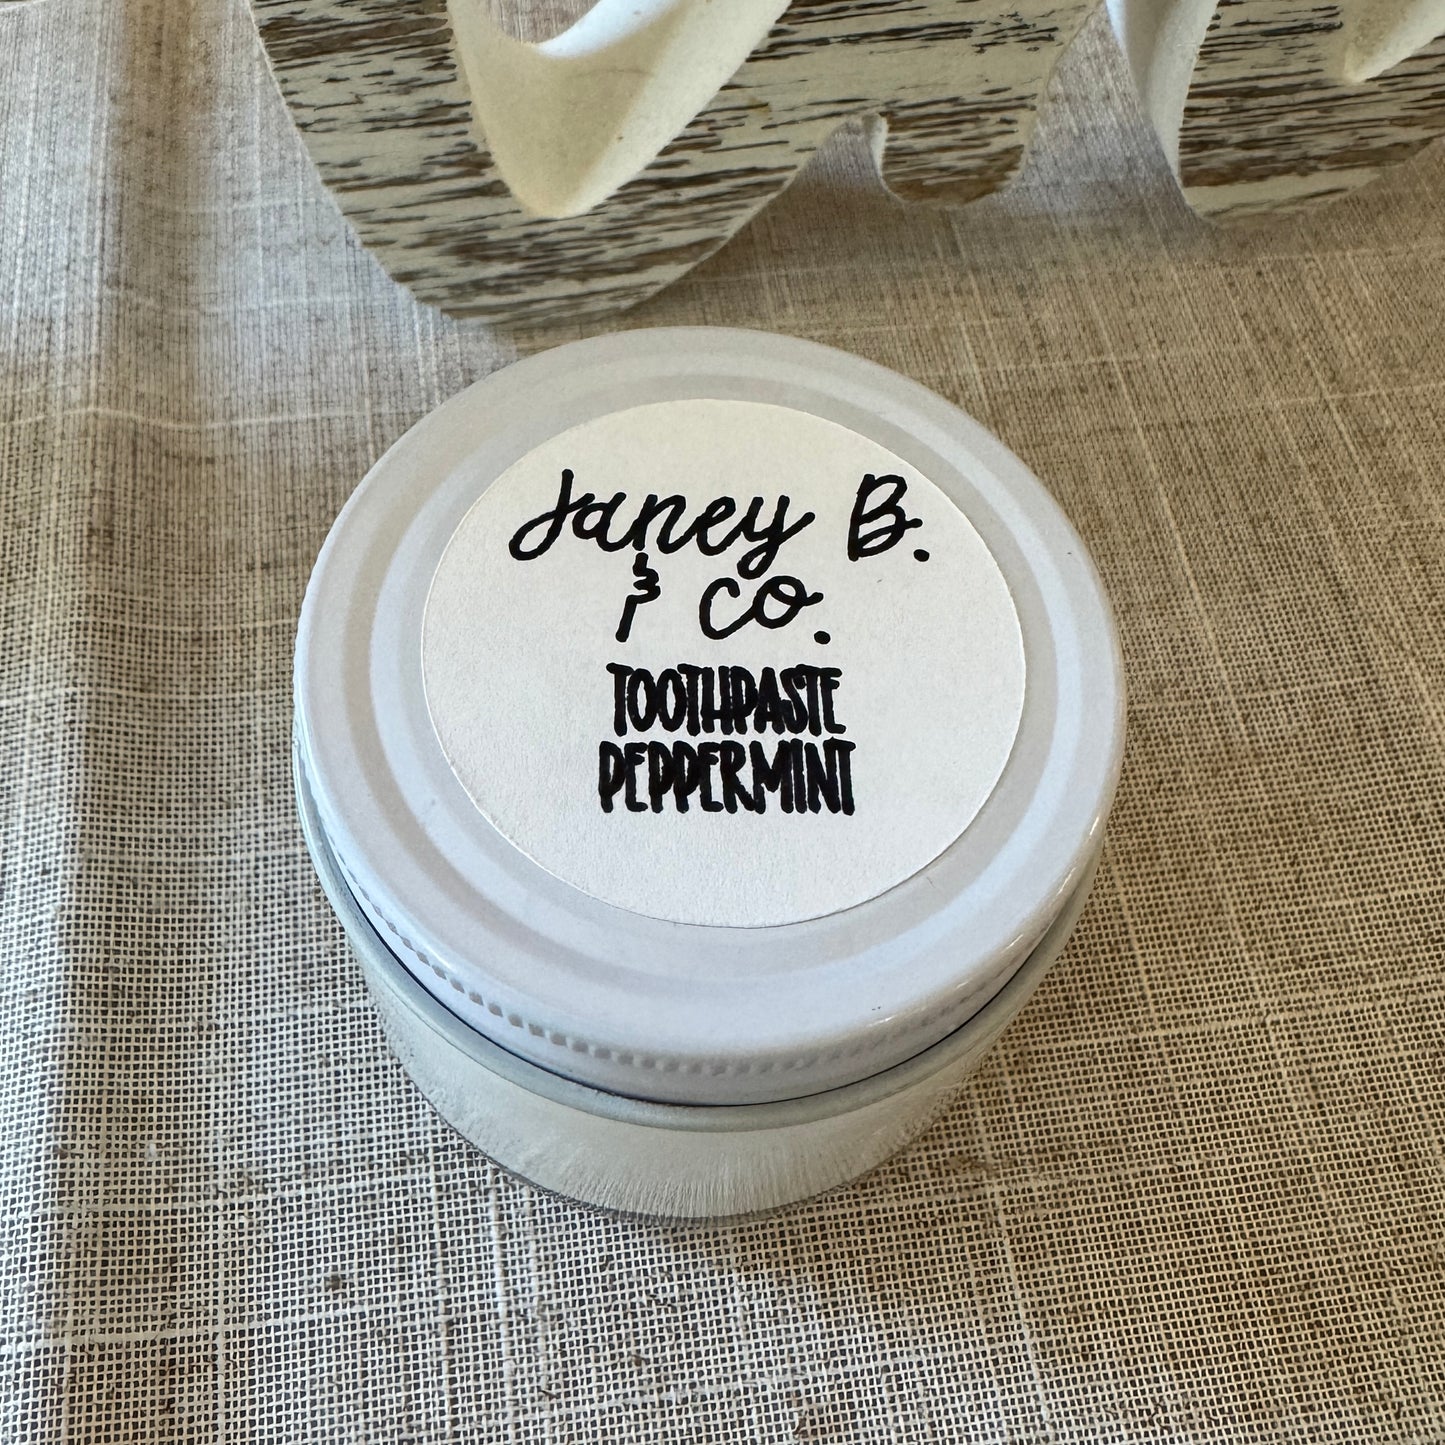 Janey B.
& Co.
TOOTHPASTE
PEPPERMINT